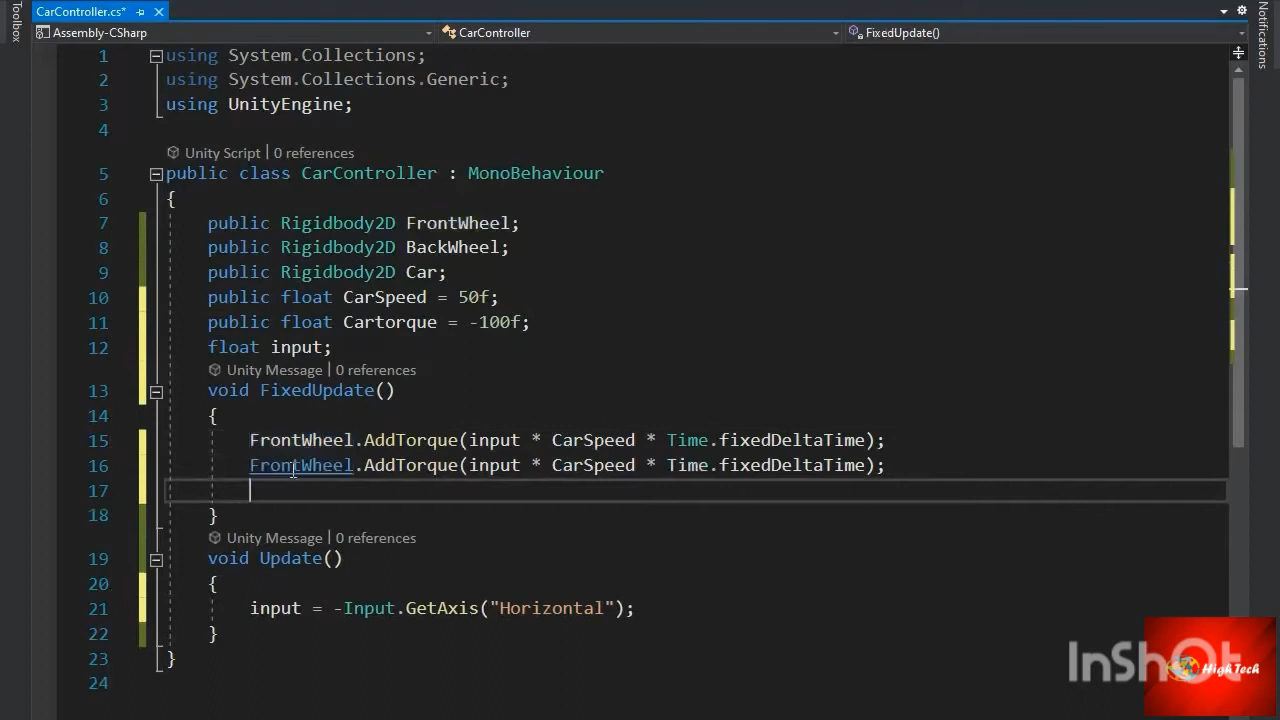 Toolbox
CarController.cs*
Notifications
Assembly-CSharp
CarController
FixedUpdate()
1 using System.Collections;
2 using System.Collections.Generic;
3 using UnityEngine;
4
Unity Script | 0 references
5 public class CarController : MonoBehaviour
6 {
7 public Rigidbody2D FrontWheel;
8 public Rigidbody2D BackWheel;
9 public Rigidbody2D Car;
10 public float CarSpeed = 50f;
11 public float Cartorque = -100f;
12 float input;
Unity Message | 0 references
13 void FixedUpdate()
14 {
15 FrontWheel.AddTorque(input * CarSpeed * Time.fixedDeltaTime);
16 FrontWheel.AddTorque(input * CarSpeed * Time.fixedDeltaTime);
17
18 }
Unity Message | 0 references
19 void Update()
20 {
21 input = -Input.GetAxis("Horizontal");
22 }
23 }
24
InShOt
HighTech